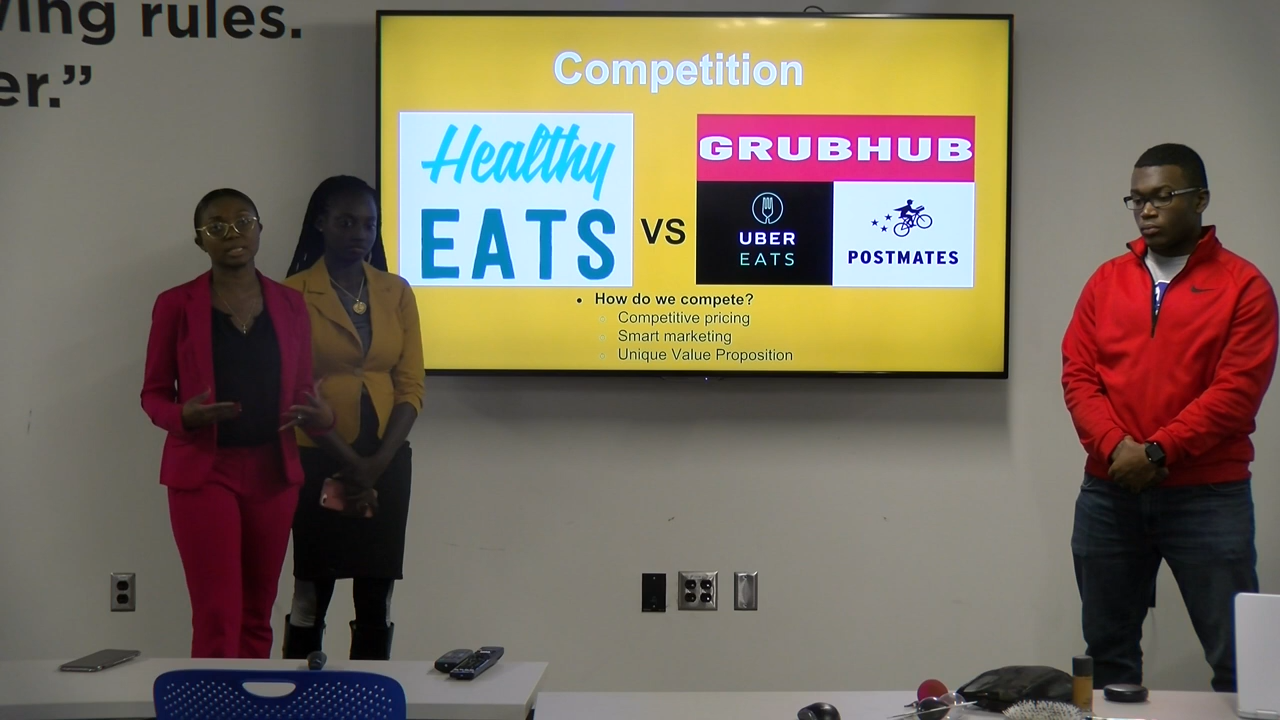 rules.
er.”
Competition
Healthy
EATS
VS
GRUBHUB
UBER
EATS
POSTMATES
• How do we compete?
○ Competitive pricing
○ Smart marketing
○ Unique Value Proposition